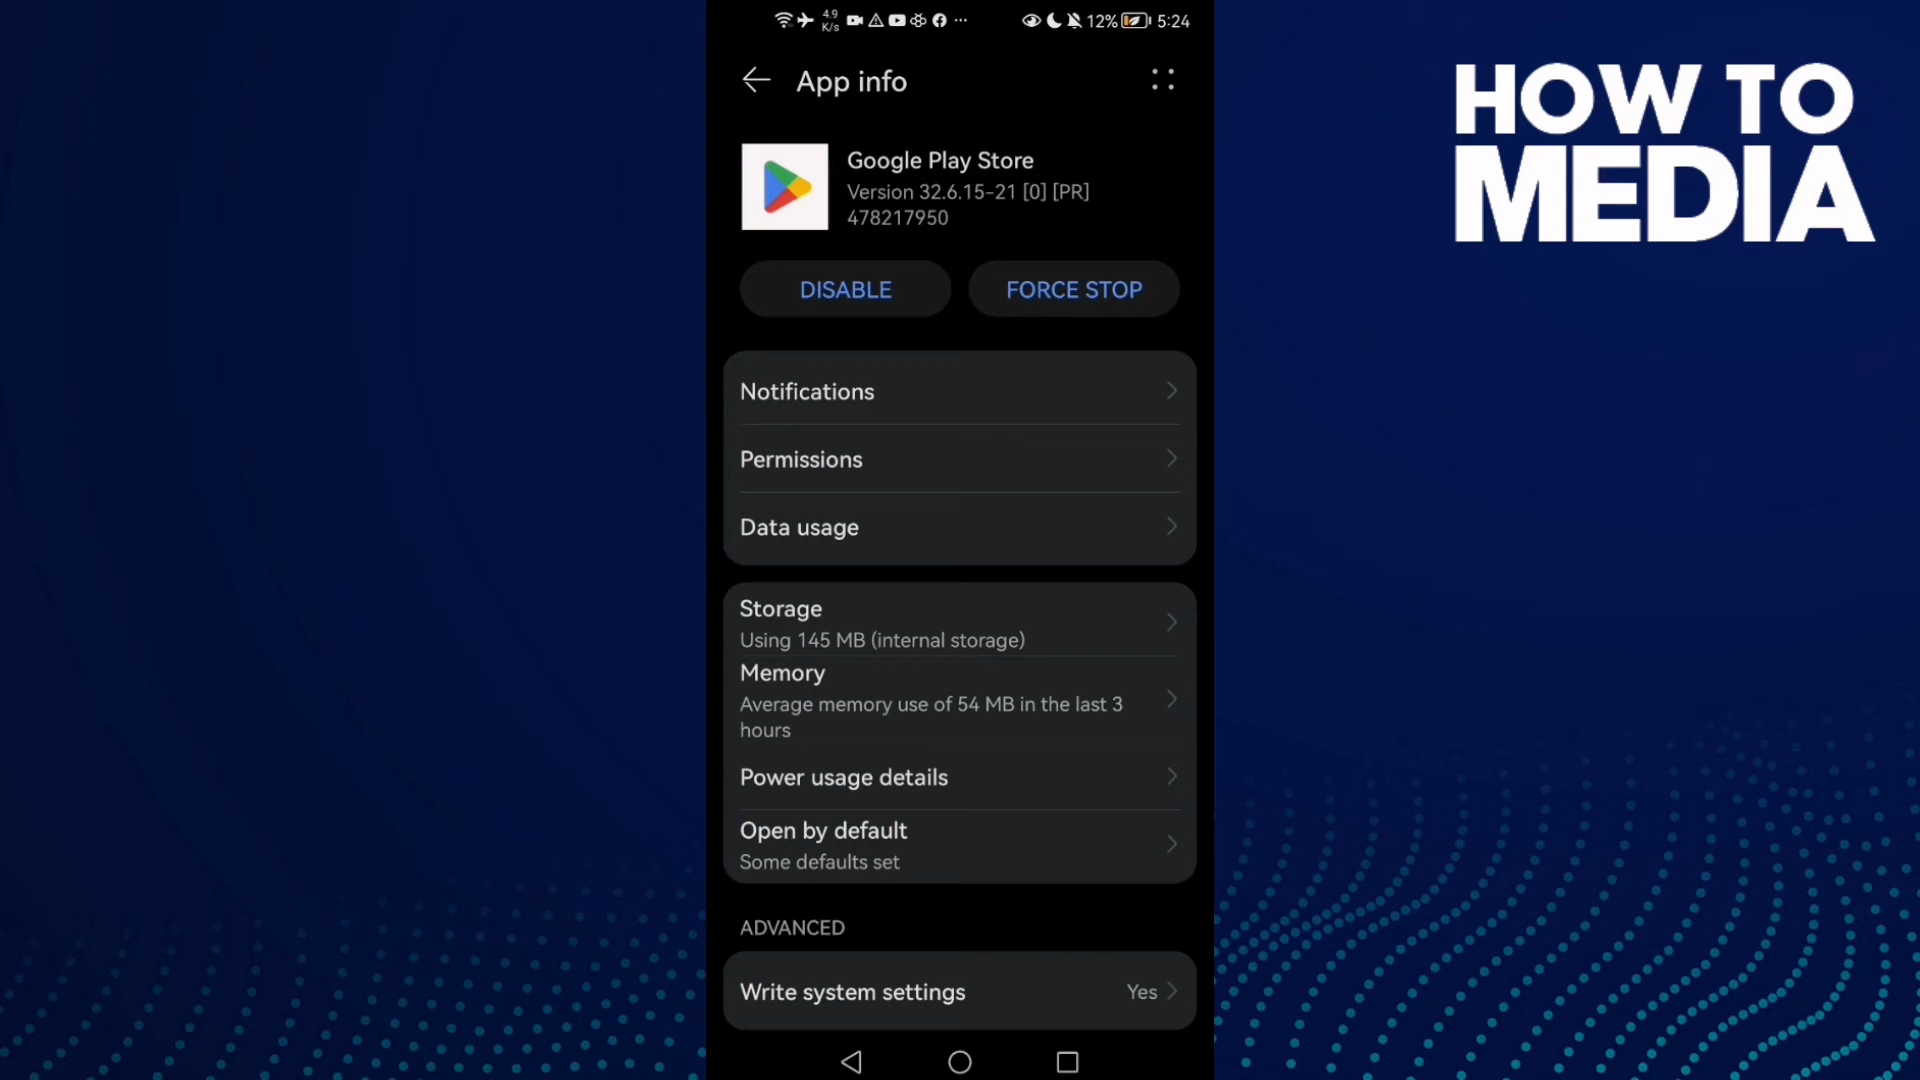 4.9
K/s
12%
5:24
App info
HOW TO
MEDIA
Google Play Store
Version 32.6.15-21 [0] [PR]
478217950
DISABLE
FORCE STOP
Notifications
Permissions
Data usage
Storage
Using 145 MB (internal storage)
Memory
Average memory use of 54 MB in the last 3
hours
Power usage details
Open by default
Some defaults set
ADVANCED
Write system settings
Yes